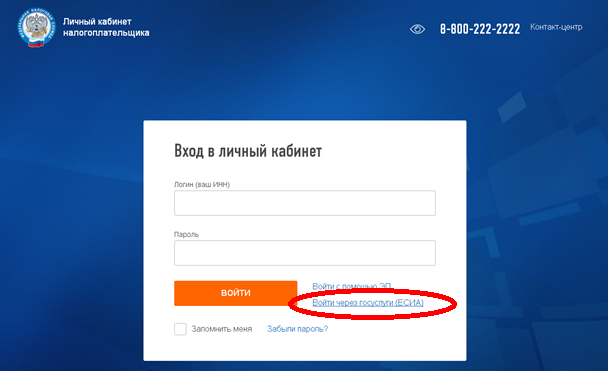 Личный кабинет
налогоплательщика
8-800-222-2222
Контакт-центр
Вход в личный кабинет
Логин (ваш ИНН)
Пароль
ВОЙТИ
Войти с помощью ЭП
Войти через госуслуги (ЕСИА)
Запомнить меня
Забыли пароль?